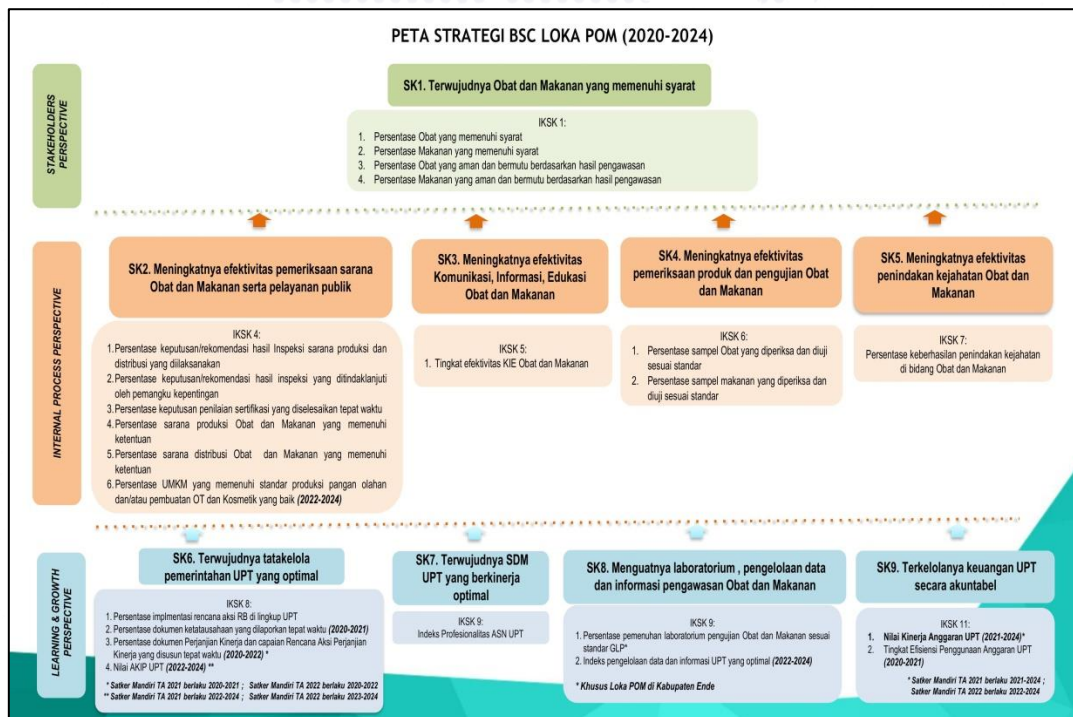 PETA STRATEGI BSC LOKA POM (2020-2024)
STAKEHOLDERS
PERSPECTIVE
SK1. Terwujudnya Obat dan Makanan yang memenuhi syarat
IKSK 1:
1. Persentase Obat yang memenuhi syarat
2. Persentase Makanan yang memenuhi syarat
3. Persentase Obat yang aman dan bermutu berdasarkan hasil pengawasan
4. Persentase Makanan yang aman dan bermutu berdasarkan hasil pengawasan
INTERNAL PROCESS PERSPECTIVE
SK2. Meningkatnya efektivitas pemeriksaan sarana
Obat dan Makanan serta pelayanan publik
IKSK 4:
1.Persentase keputusan/rekomendasi hasil Inspeksi sarana produksi dan
distribusi yang diilaksanakan
2.Persentase keputusan/rekomendasi hasil inspeksi yang ditindaklanjuti
oleh pemangku kepentingan
3.Persentase keputusan penilaian sertifikasi yang diselesaikan tepat waktu
4.Persentase sarana produksi Obat dan Makanan yang memenuhi
ketentuan
5.Persentase sarana distribusi Obat dan Makanan yang memenuhi
ketentuan
6.Persentase UMKM yang memenuhi standar produksi pangan olahan
dan/atau pembuatan OT dan Kosmetik yang baik (2022-2024)
SK3. Meningkatnya efektivitas
Komunikasi, Informasi, Edukasi
Obat dan Makanan
IKSK 5:
1. Tingkat efektivitas KIE Obat dan Makanan
SK4. Meningkatnya efektivitas
pemeriksaan produk dan pengujian Obat
dan Makanan
IKSK 6:
1. Persentase sampel Obat yang diperiksa dan diuji
sesuai standar
2. Persentase sampel makanan yang diperiksa dan
diuji sesuai standar
SK5. Meningkatnya efektivitas
penindakan kejahatan Obat dan
Makanan
IKSK 7:
Persentase keberhasilan penindakan kejahatan
di bidang Obat dan Makanan
LEARNING & GROWTH
PERSPECTIVE
SK6. Terwujudnya tatakelola
pemerintahan UPT yang optimal
IKSK 8:
1. Persentase implmentasi rencana aksi RB di lingkup UPT
2. Persentase dokumen ketatausahaan yang dilaporkan tepat waktu (2020-2021)
3. Persentase dokumen Perjanjian Kinerja dan capaian Rencana Aksi Perjanjian
Kinerja yang disusun tepat waktu (2020-2022) *
4. Nilai AKIP UPT (2022-2024) **
* Satker Mandiri TA 2021 berlaku 2020-2021 ; Satker Mandiri TA 2022 berlaku 2020-2022
** Satker Mandiri TA 2021 berlaku 2022-2024 ; Satker Mandiri TA 2022 berlaku 2023-2024
SK7. Terwujudnya SDM
UPT yang berkinerja
optimal
IKSK 9:
Indeks Profesionalitas ASN UPT
SK8. Menguatnya laboratorium , pengelolaan data
dan informasi pengawasan Obat dan Makanan
IKSK 9:
1. Persentase pemenuhan laboratorium pengujian Obat dan Makanan sesuai
standar GLP*
2. Indeks pengelolaan data dan informasi UPT yang optimal (2022-2024)
* Khusus Loka POM di Kabupaten Ende
SK9. Terkelolanya keuangan UPT
secara akuntabel
IKSK 11:
1. Nilai Kinerja Anggaran UPT (2021-2024)*
2. Tingkat Efisiensi Penggunaan Anggaran UPT
(2020-2021)
* Satker Mandiri TA 2021 berlaku 2021-2024 ;
Satker Mandiri TA 2022 berlaku 2022-2024